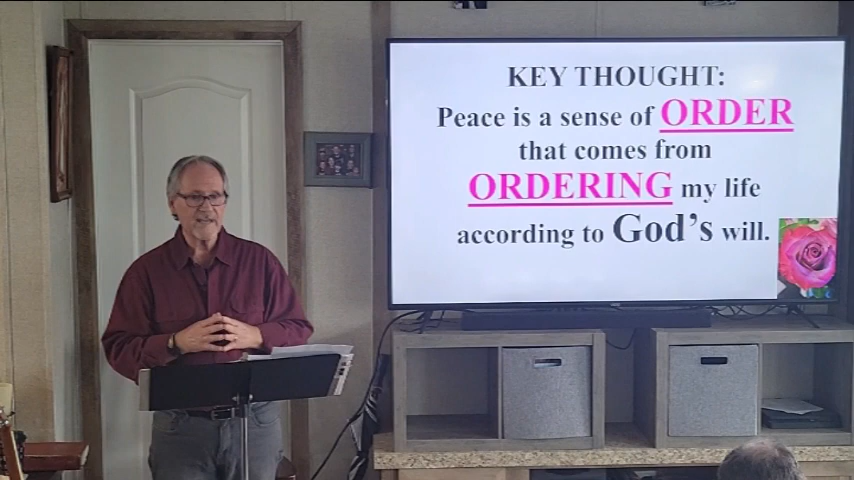 KEY THOUGHT:
Peace is a sense of ORDER
that comes from
ORDERING my life
according to God's will.